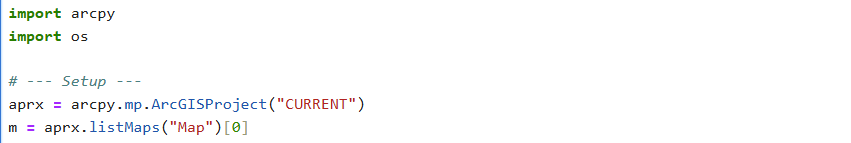 import arcpy
import os
# --- Setup ---
aprx = arcpy.mp.ArcGISProject("CURRENT")
m = aprx.listMaps("Map")[0]